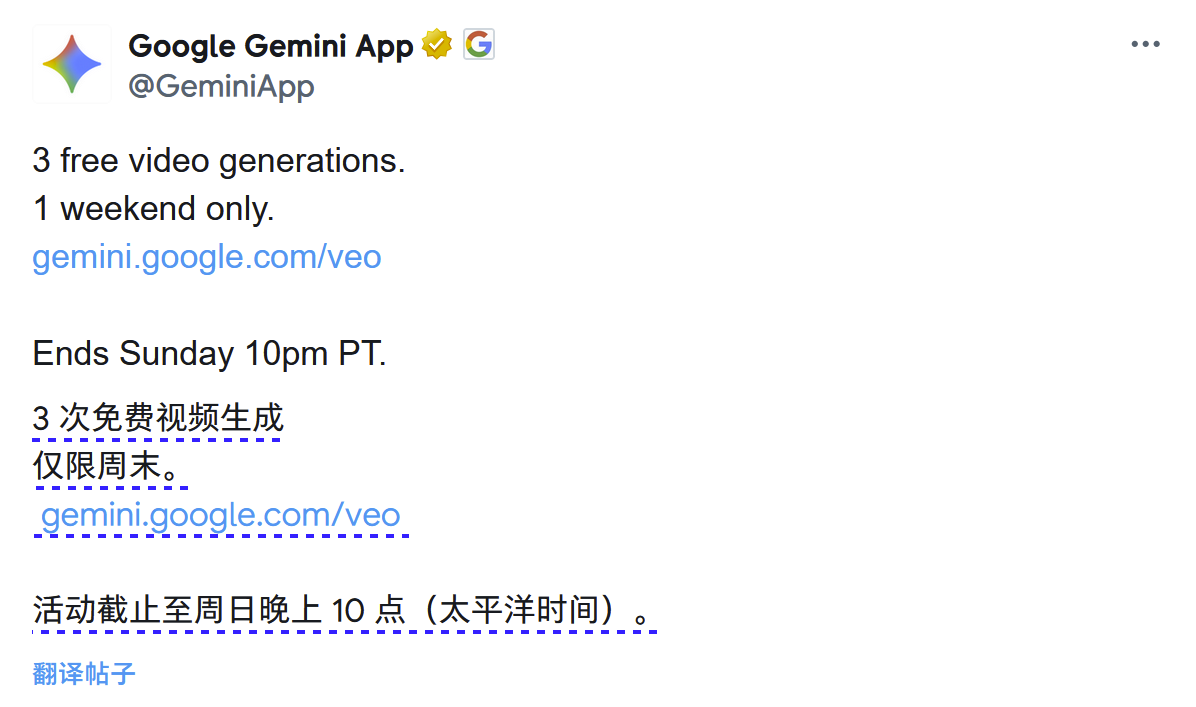 Google Gemini App
@GeminiApp
3 free video generations.
1 weekend only.
gemini.google.com/veo
Ends Sunday 10pm PT.
3 次免费视频生成
仅限周末。
gemini.google.com/veo
活动截止至周日晚上 10 点（太平洋时间）。
翻译帖子